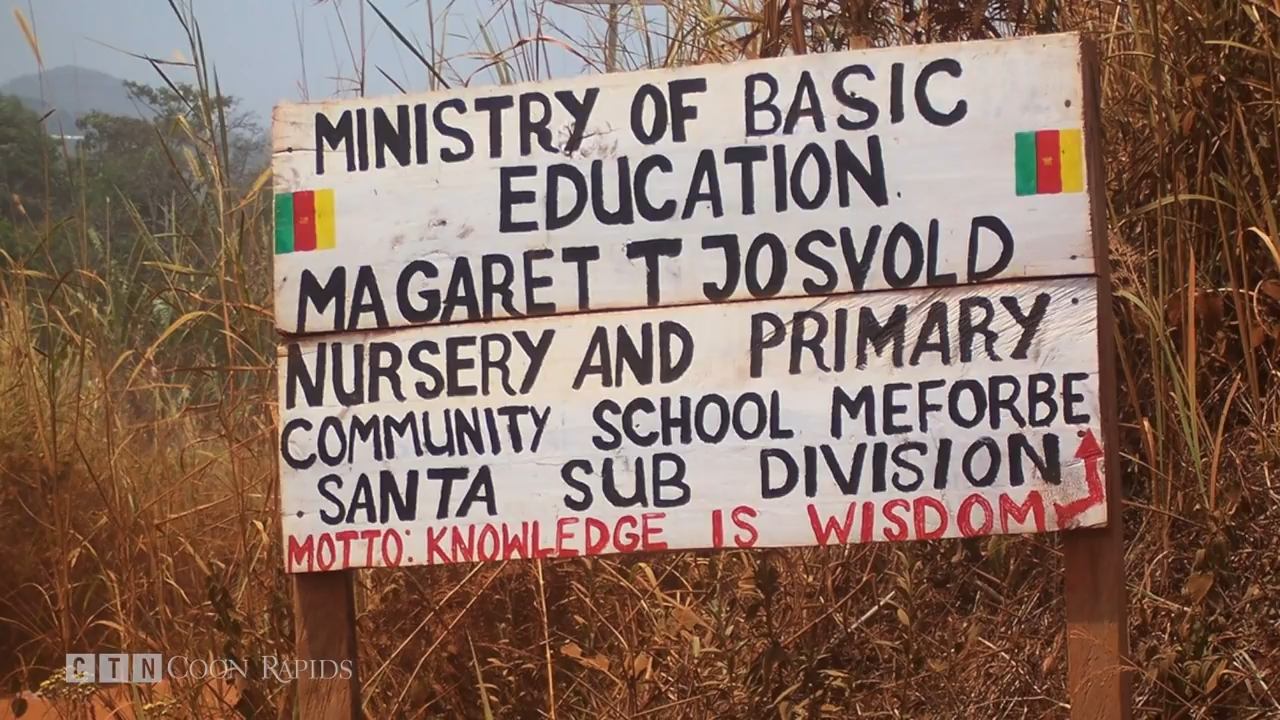 MINISTRY OF BASIC
EDUCATION.
MAGARET T JOSVOLD
NURSERY AND PRIMARY
COMMUNITY SCHOOL MEFORBE
SANTA SUB DIVISION
MOTTO: KNOWLEDGE IS WISDOM
CTN COON RAPIDS